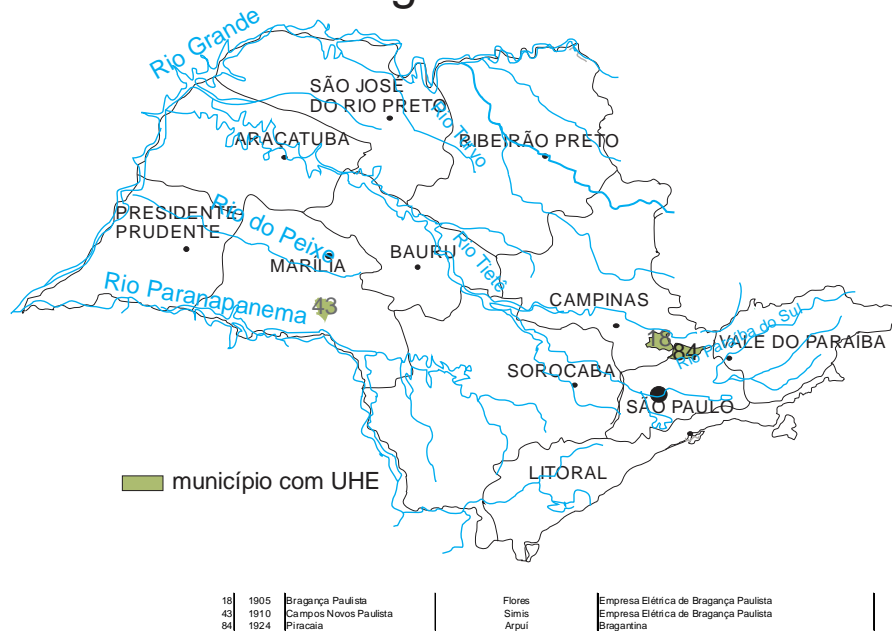 g
Rio Grande
SÃO JOSÉ
DO RIO PRETO
Rio Turvo
RIBEIRÃO PRETO
ARAÇATUBA
PRESIDENTE
PRUDENTE
Rio do Peixe
MARÍLIA
BAURU
Rio Tietê
Rio Paranapanema
43
CAMPINAS
18
84
Rio Paraíba do Sul
VALE DO PARAÍBA
SOROCABA
SÃO PAULO
LITORAL
município com UHE
18 1905 Bragança Paulista Flores Empresa Elétrica de Bragança Paulista
43 1910 Campos Novos Paulista Simis Empresa Elétrica de Bragança Paulista
84 1924 Piracaia Arpuí Bragantina